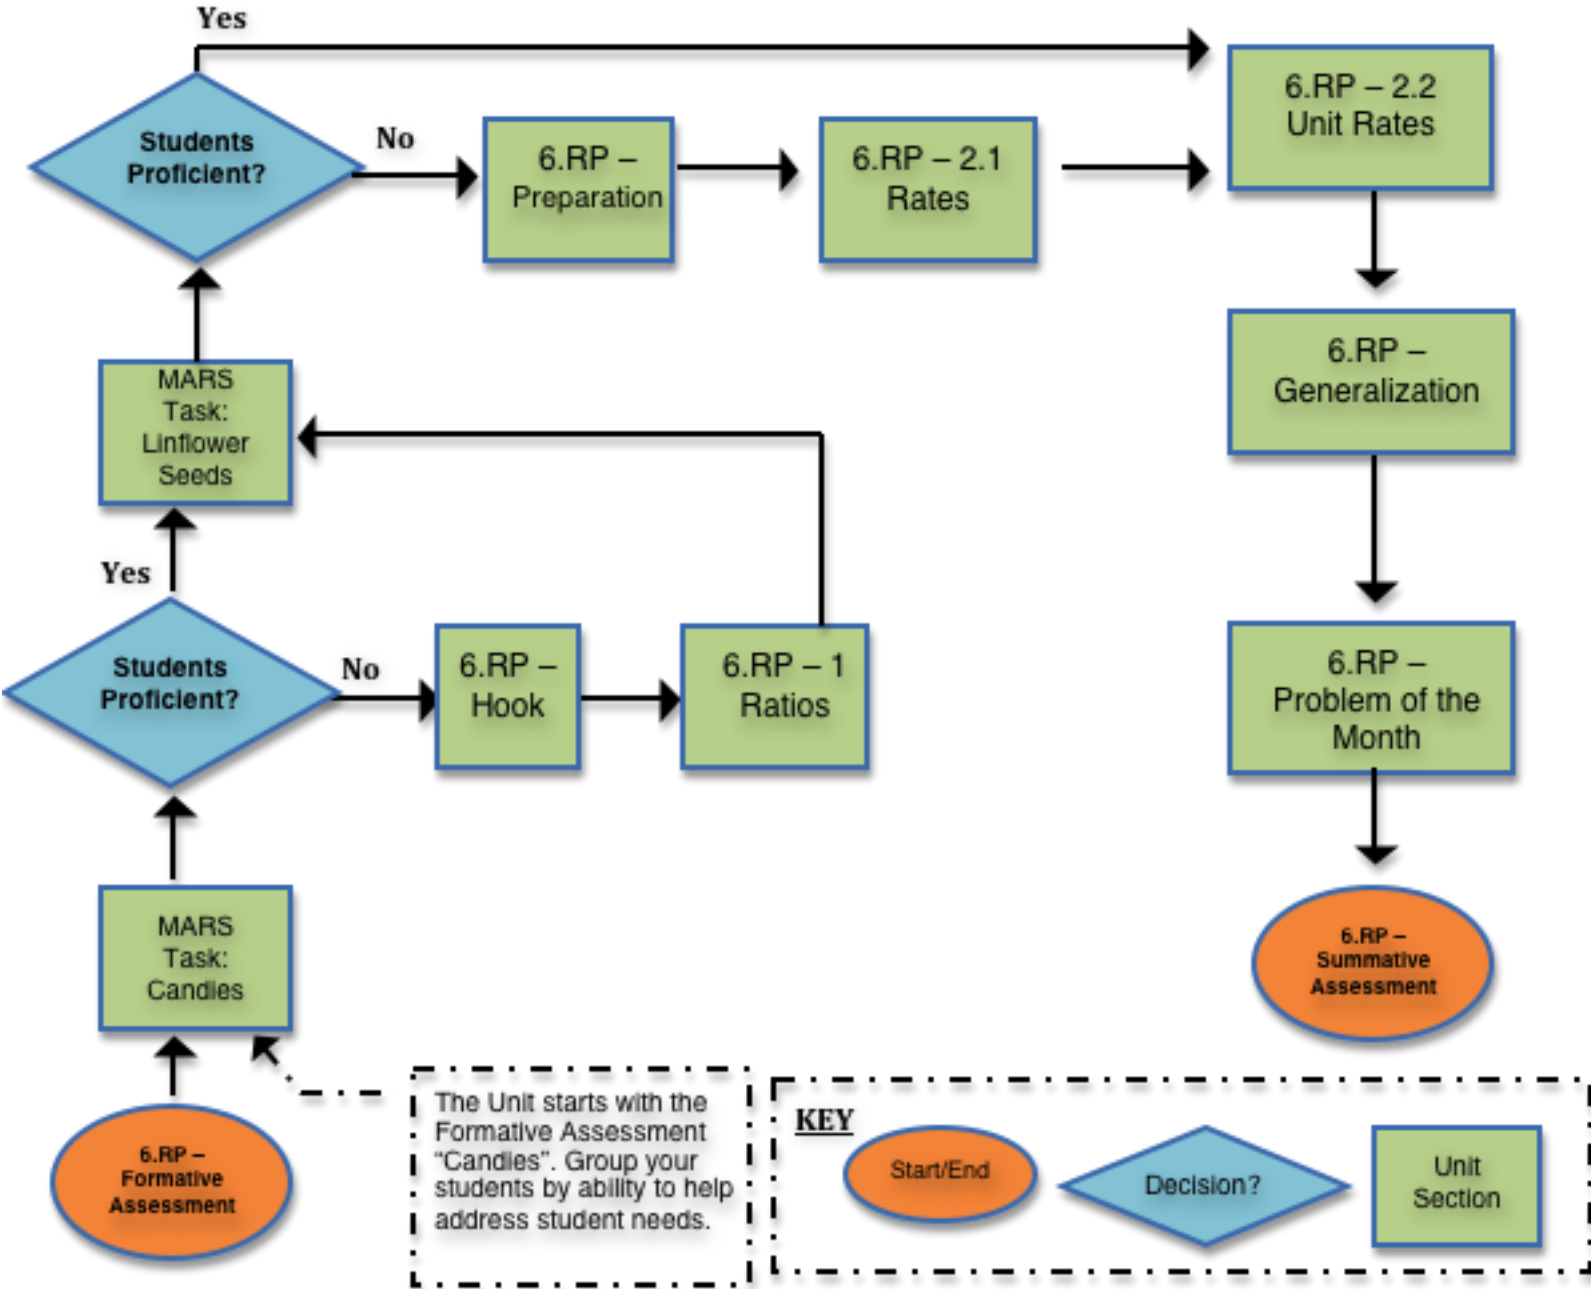 Yes
Students
Proficient?
No
6.RP –
Preparation
6.RP – 2.1
Rates
6.RP – 2.2
Unit Rates
MARS
Task:
Linflower
Seeds
6.RP –
Generalization
Yes
Students
Proficient?
No
6.RP –
Hook
6.RP – 1
Ratios
6.RP –
Problem of the
Month
MARS
Task:
Candies
6.RP –
Summative
Assessment
6.RP –
Formative
Assessment
The Unit starts with the
Formative Assessment
“Candies”. Group your
students by ability to help
address student needs.
KEY
Start/End
Decision?
Unit
Section